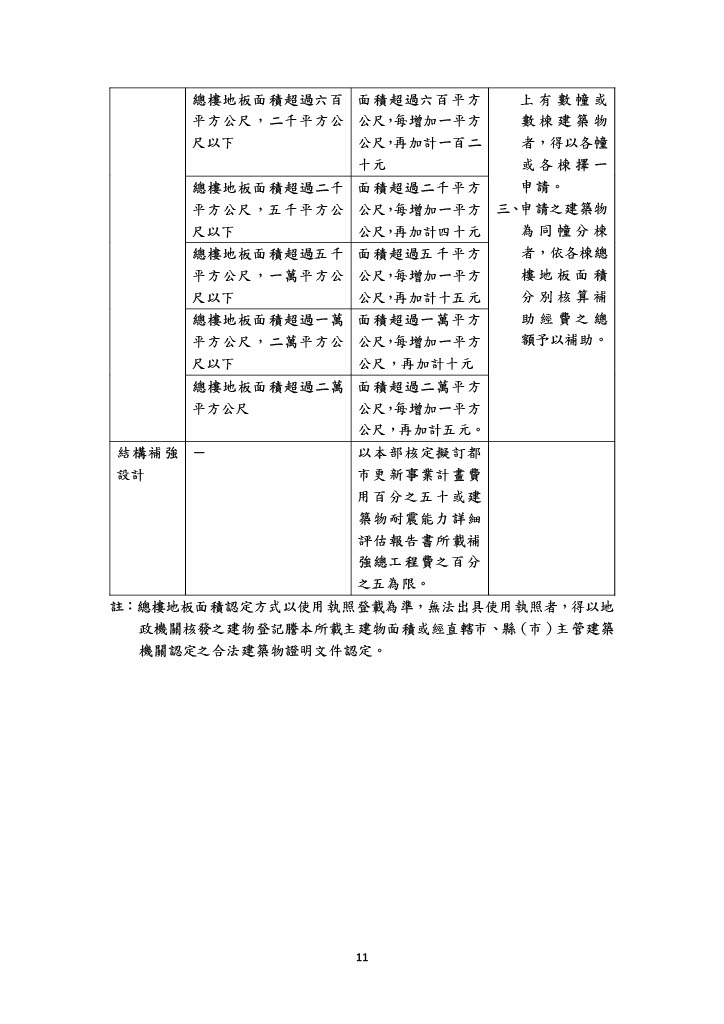 總樓地板面積超過六百
平方公尺，二千平方公
尺以下
面積超過六百平方
公尺，每增加一平方
公尺，再加計一百二
十元
總樓地板面積超過二千
平方公尺，五千平方公
尺以下
面積超過二千平方
公尺，每增加一平方
公尺，再加計四十元
總樓地板面積超過五千
平方公尺，一萬平方公
尺以下
面積超過五千平方
公尺，每增加一平方
公尺，再加計十五元
總樓地板面積超過一萬
平方公尺，二萬平方公
尺以下
面積超過一萬平方
公尺，每增加一平方
公尺，再加計十元
總樓地板面積超過二萬
平方公尺
面積超過二萬平方
公尺，每增加一平方
公尺，再加計五元。
上有數幢或
數棟建築物
者，得以各幢
或各棟擇一
申請。
三、申請之建築物
為同幢分棟
者，依各棟總
樓地板面積
分別核算補
助經費之總
額予以補助。
結構補強
設計
－
以本部核定擬訂都
市更新事業計畫費
用百分之五十或建
築物耐震能力詳細
評估報告書所載補
強總工程費之百分
之五為限。
註：總樓地板面積認定方式以使用執照登載為準，無法出具使用執照者，得以地
政機關核發之建物登記謄本所載主建物面積或經直轄市、縣（市）主管建築
機關認定之合法建築物證明文件認定。
11